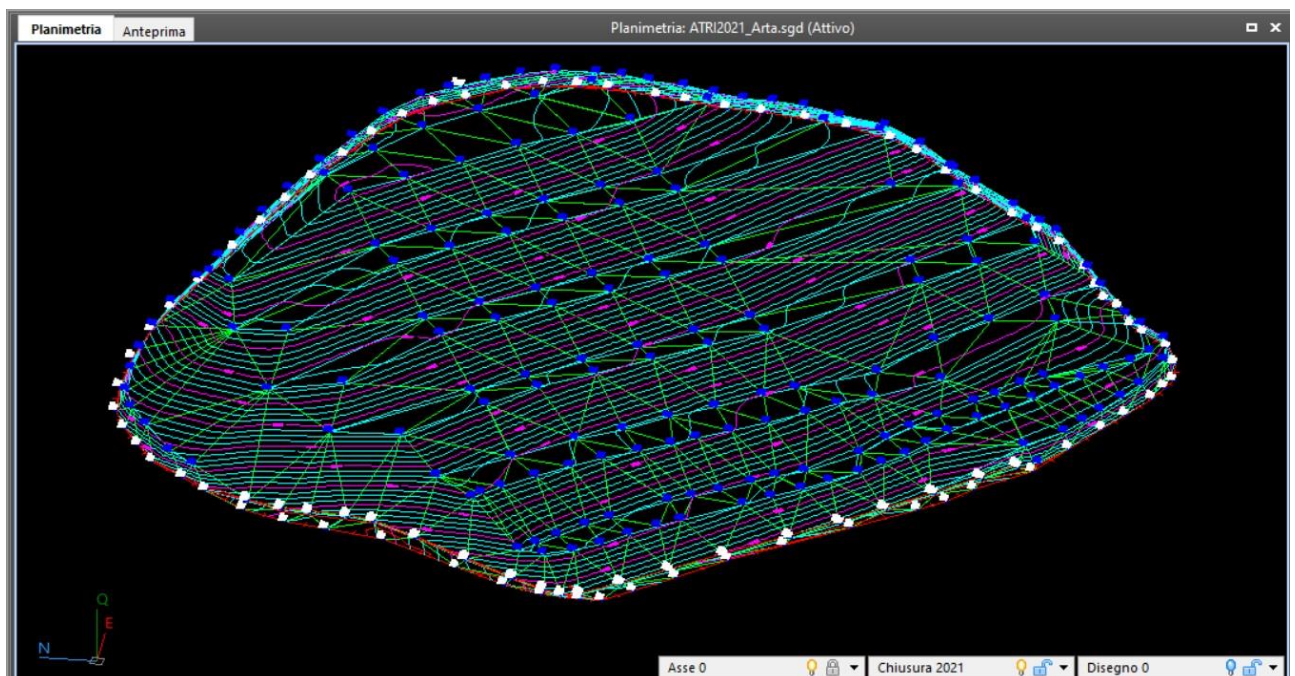 Planimetria
Anteprima
Planimetria: ATRI2021_Arta.sgd (Attivo)
Q
E
N
Asse 0
Chiusura 2021
Disegno 0